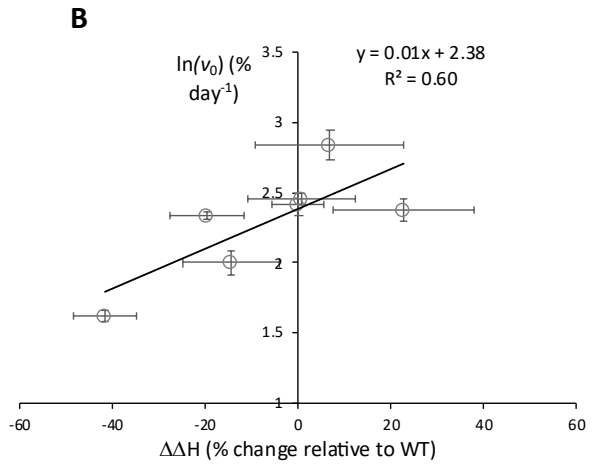 B
ln(v₀) (%
day⁻¹)
y = 0.01x + 2.38
R² = 0.60
3.5
3
2.5
2
1.5
1
-60 -40 -20 0 20 40 60
ΔΔH (% change relative to WT)